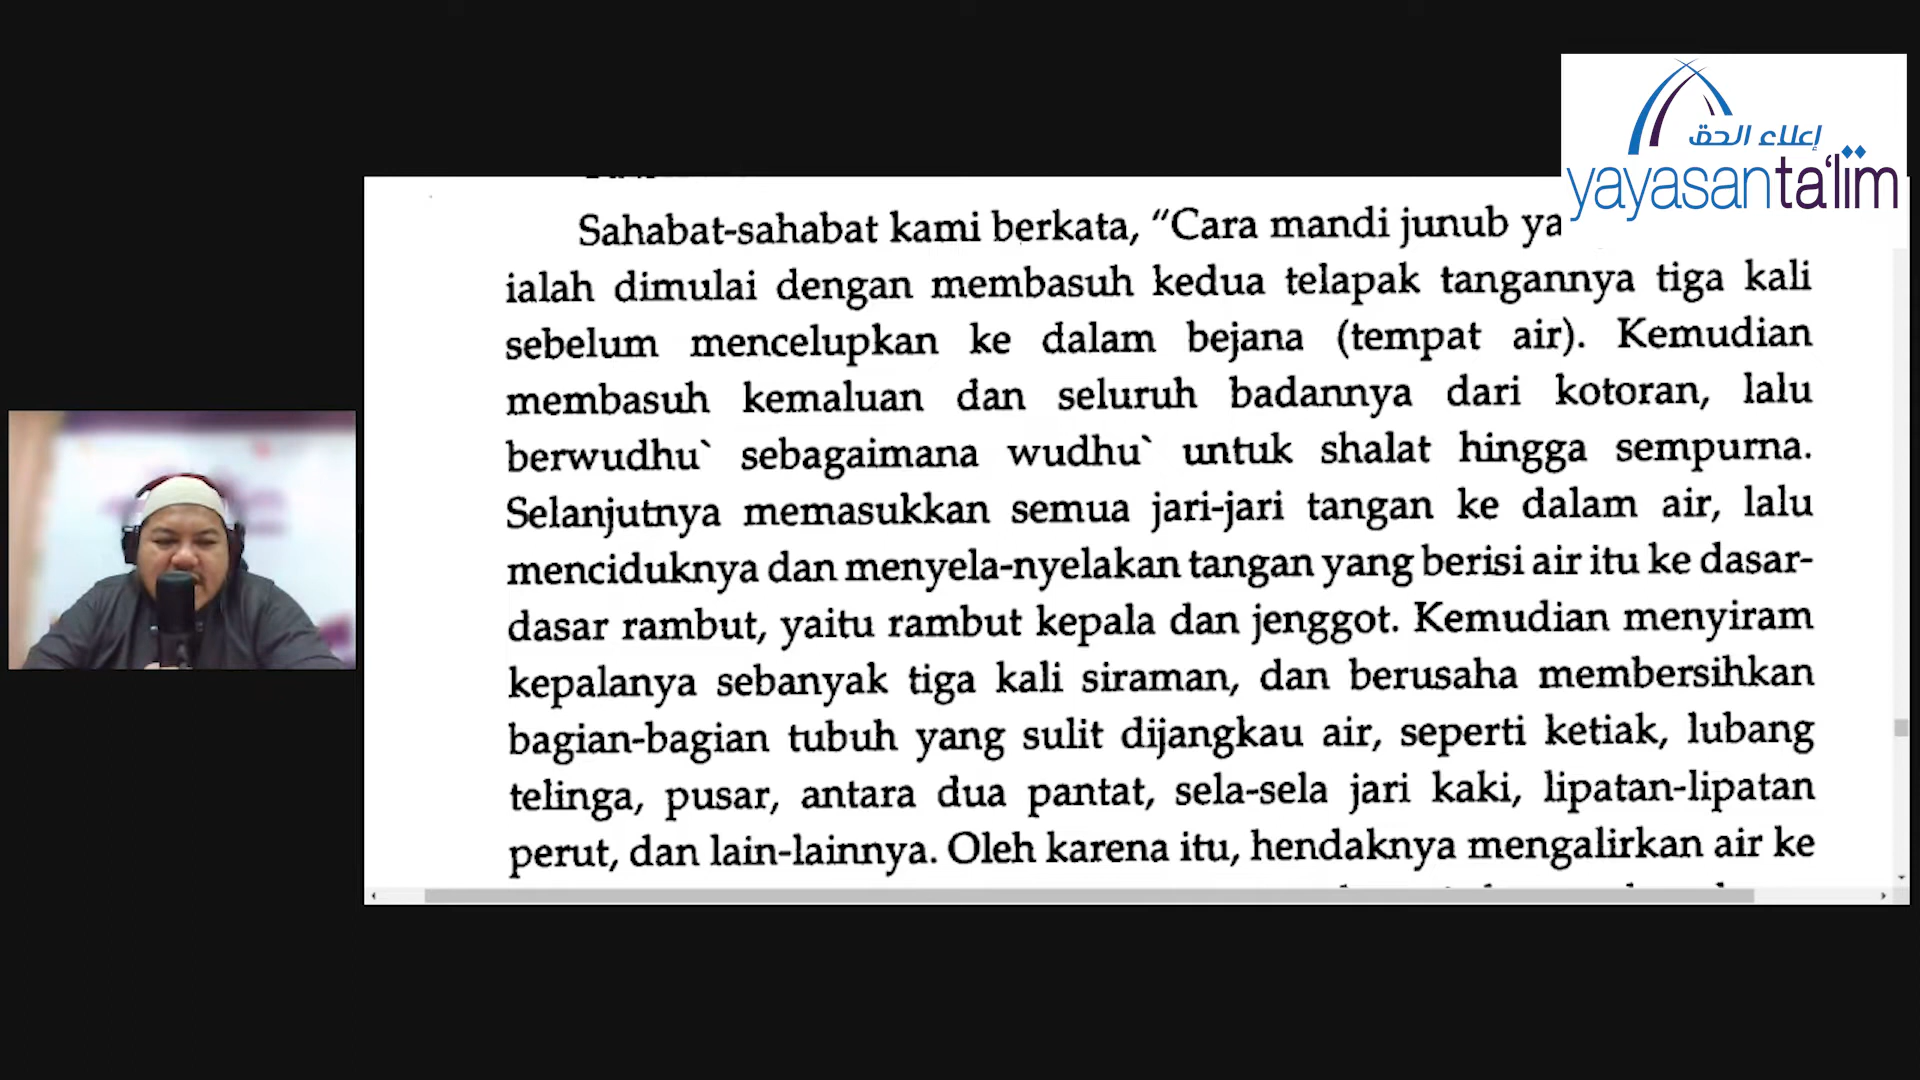 إعلاء الحق
yayasanta'lim
Sahabat-sahabat kami berkata, “Cara mandi junub
ialah dimulai dengan membasuh kedua telapak tangannya tiga kali
sebelum mencelupkan ke dalam bejana (tempat air). Kemudian
membasuh kemaluan dan seluruh badannya dari kotoran, lalu
berwudhu` sebagaimana wudhu` untuk shalat hingga sempurna.
Selanjutnya memasukkan semua jari-jari tangan ke dalam air, lalu
menciduknya dan menyela-nyelakan tangan yang berisi air itu ke dasar-
dasar rambut, yaitu rambut kepala dan jenggot. Kemudian menyiram
kepalanya sebanyak tiga kali siraman, dan berusaha membersihkan
bagian-bagian tubuh yang sulit dijangkau air, seperti ketiak, lubang
telinga, pusar, antara dua pantat, sela-sela jari kaki, lipatan-lipatan
perut, dan lain-lainnya. Oleh karena itu, hendaknya mengalirkan air ke